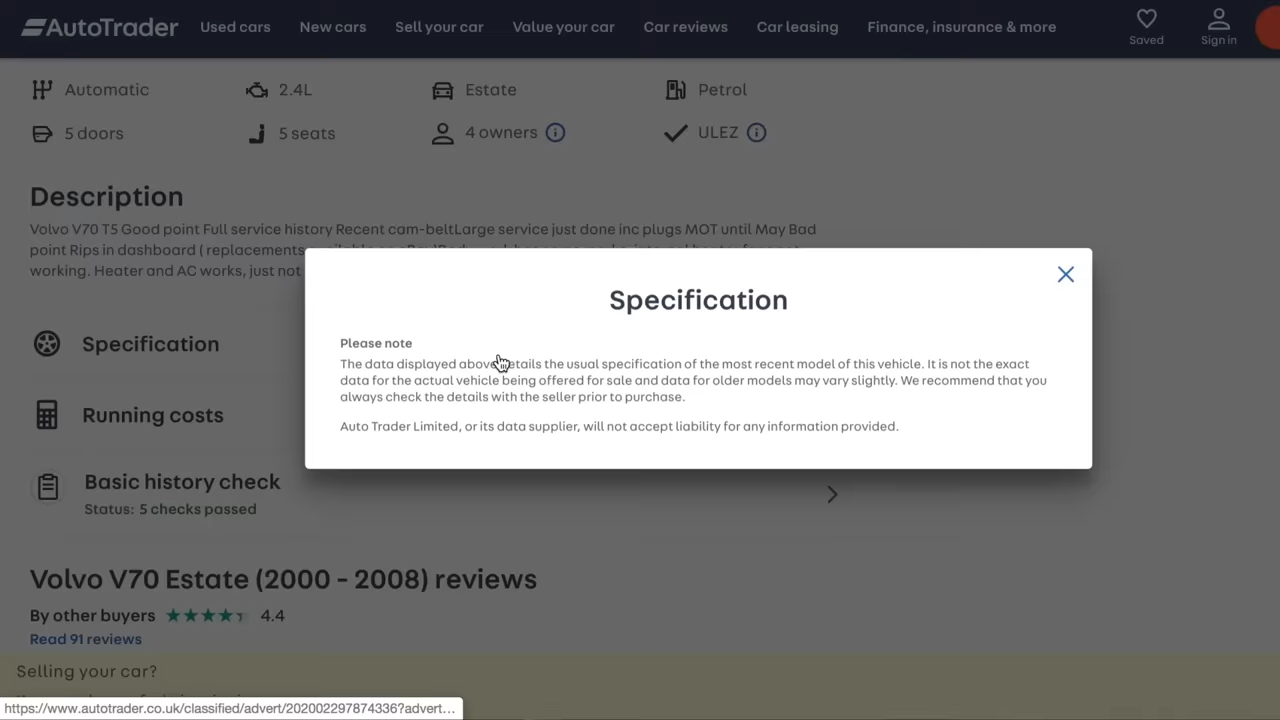 AutoTrader Used cars New cars Sell your car Value your car Car reviews Car leasing Finance, insurance & more Saved Sign in
Automatic 2.4L Estate Petrol
5 doors 5 seats 4 owners ULEZ
Description
Volvo V70 T5 Good point Full service history Recent cam-beltLarge service just done inc plugs MOT until May Bad
point Rips in dashboard ( replacements
working. Heater and AC works, just not
Specification
Please note
The data displayed above details the usual specification of the most recent model of this vehicle. It is not the exact
data for the actual vehicle being offered for sale and data for older models may vary slightly. We recommend that you
always check the details with the seller prior to purchase.
Auto Trader Limited, or its data supplier, will not accept liability for any information provided.
Specification
Running costs
Basic history check
Status: 5 checks passed
Volvo V70 Estate (2000 - 2008) reviews
By other buyers 4.4
Read 91 reviews
Selling your car?
https://www.autotrader.co.uk/classified/advert/202002297874336?advert...